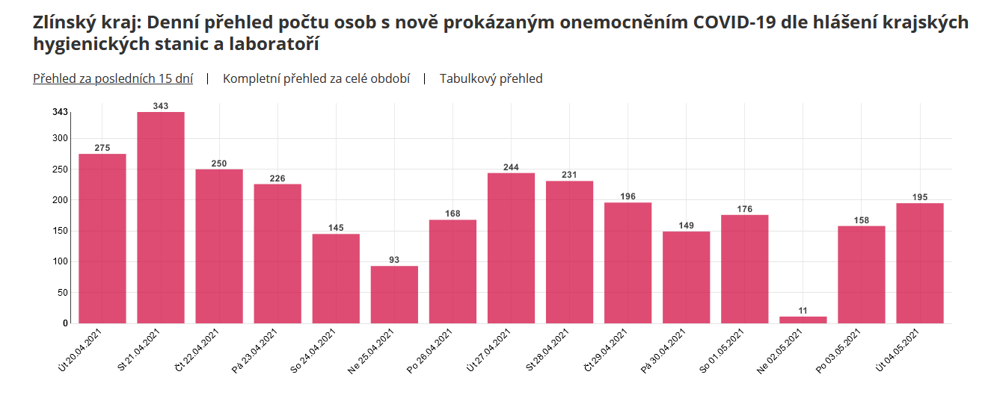 Zlínský kraj: Denní přehled počtu osob s nově prokázaným onemocněním COVID-19 dle hlášení krajských
hygienických stanic a laboratoří
Přehled za posledních 15 dní | Kompletní přehled za celé období | Tabulkový přehled
343
300
250
200
150
100
50
0
275
343
250
226
145
93
168
244
231
196
149
176
11
158
195
Út 20.04.2021
St 21.04.2021
Čt 22.04.2021
Pá 23.04.2021
So 24.04.2021
Ne 25.04.2021
Po 26.04.2021
Út 27.04.2021
St 28.04.2021
Čt 29.04.2021
Pá 30.04.2021
So 01.05.2021
Ne 02.05.2021
Po 03.05.2021
Út 04.05.2021